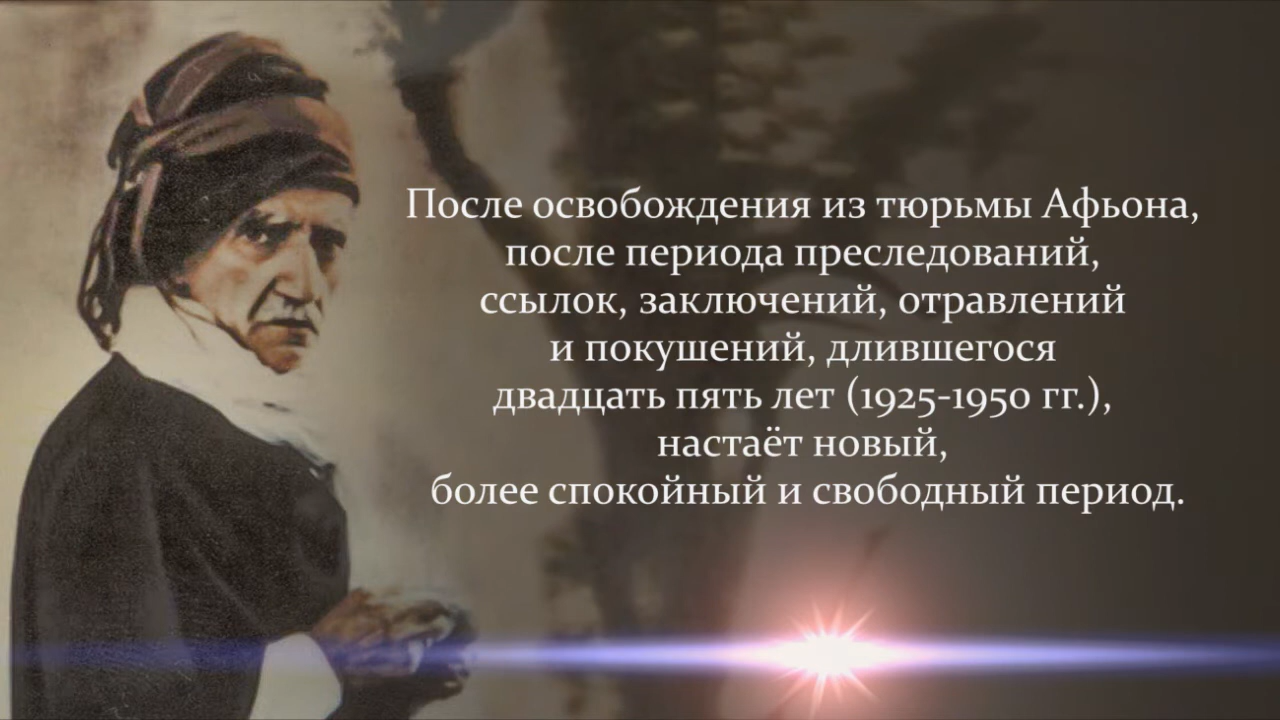 После освобождения из тюрьмы Афьона,
после периода преследований,
ссылок, заключений, отравлений
и покушений, длившегося
двадцать пять лет (1925-1950 гг.),
настаёт новый,
более спокойный и свободный период.